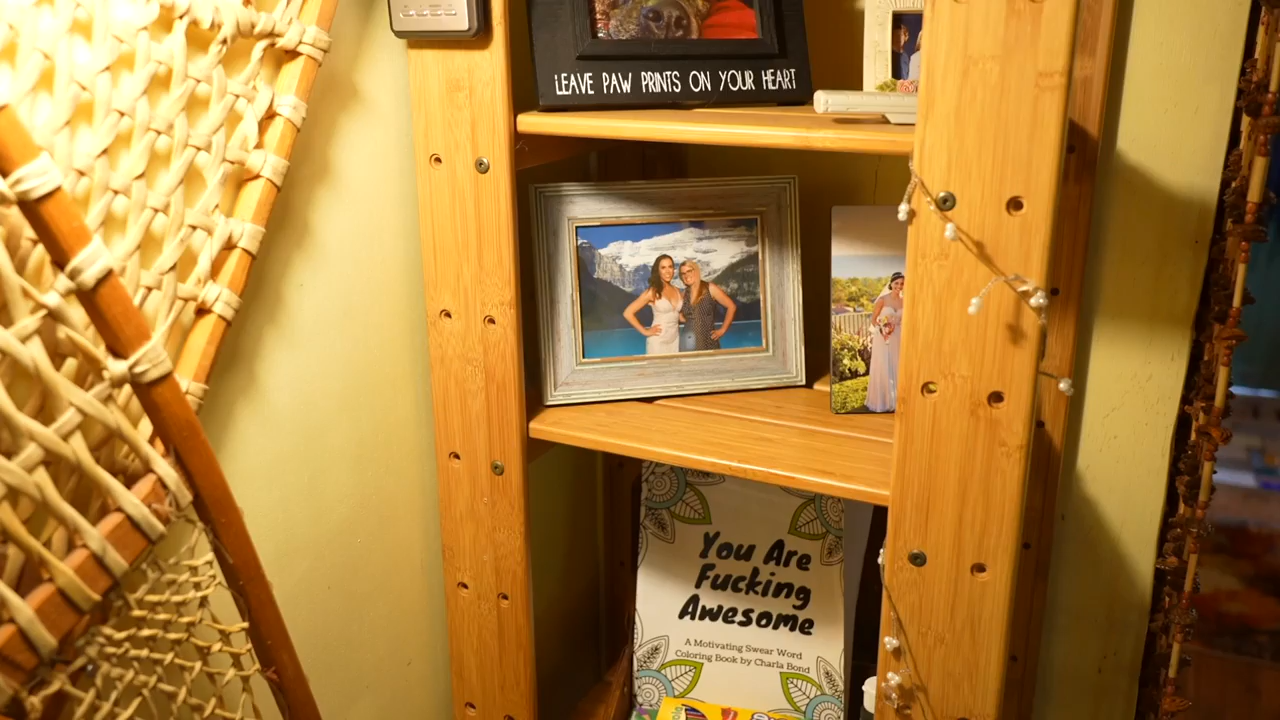 LEAVE PAW PRINTS ON YOUR HEART
You Are
Fucking
Awesome
A Motivating Swear Word
Coloring Book by Charla Bond